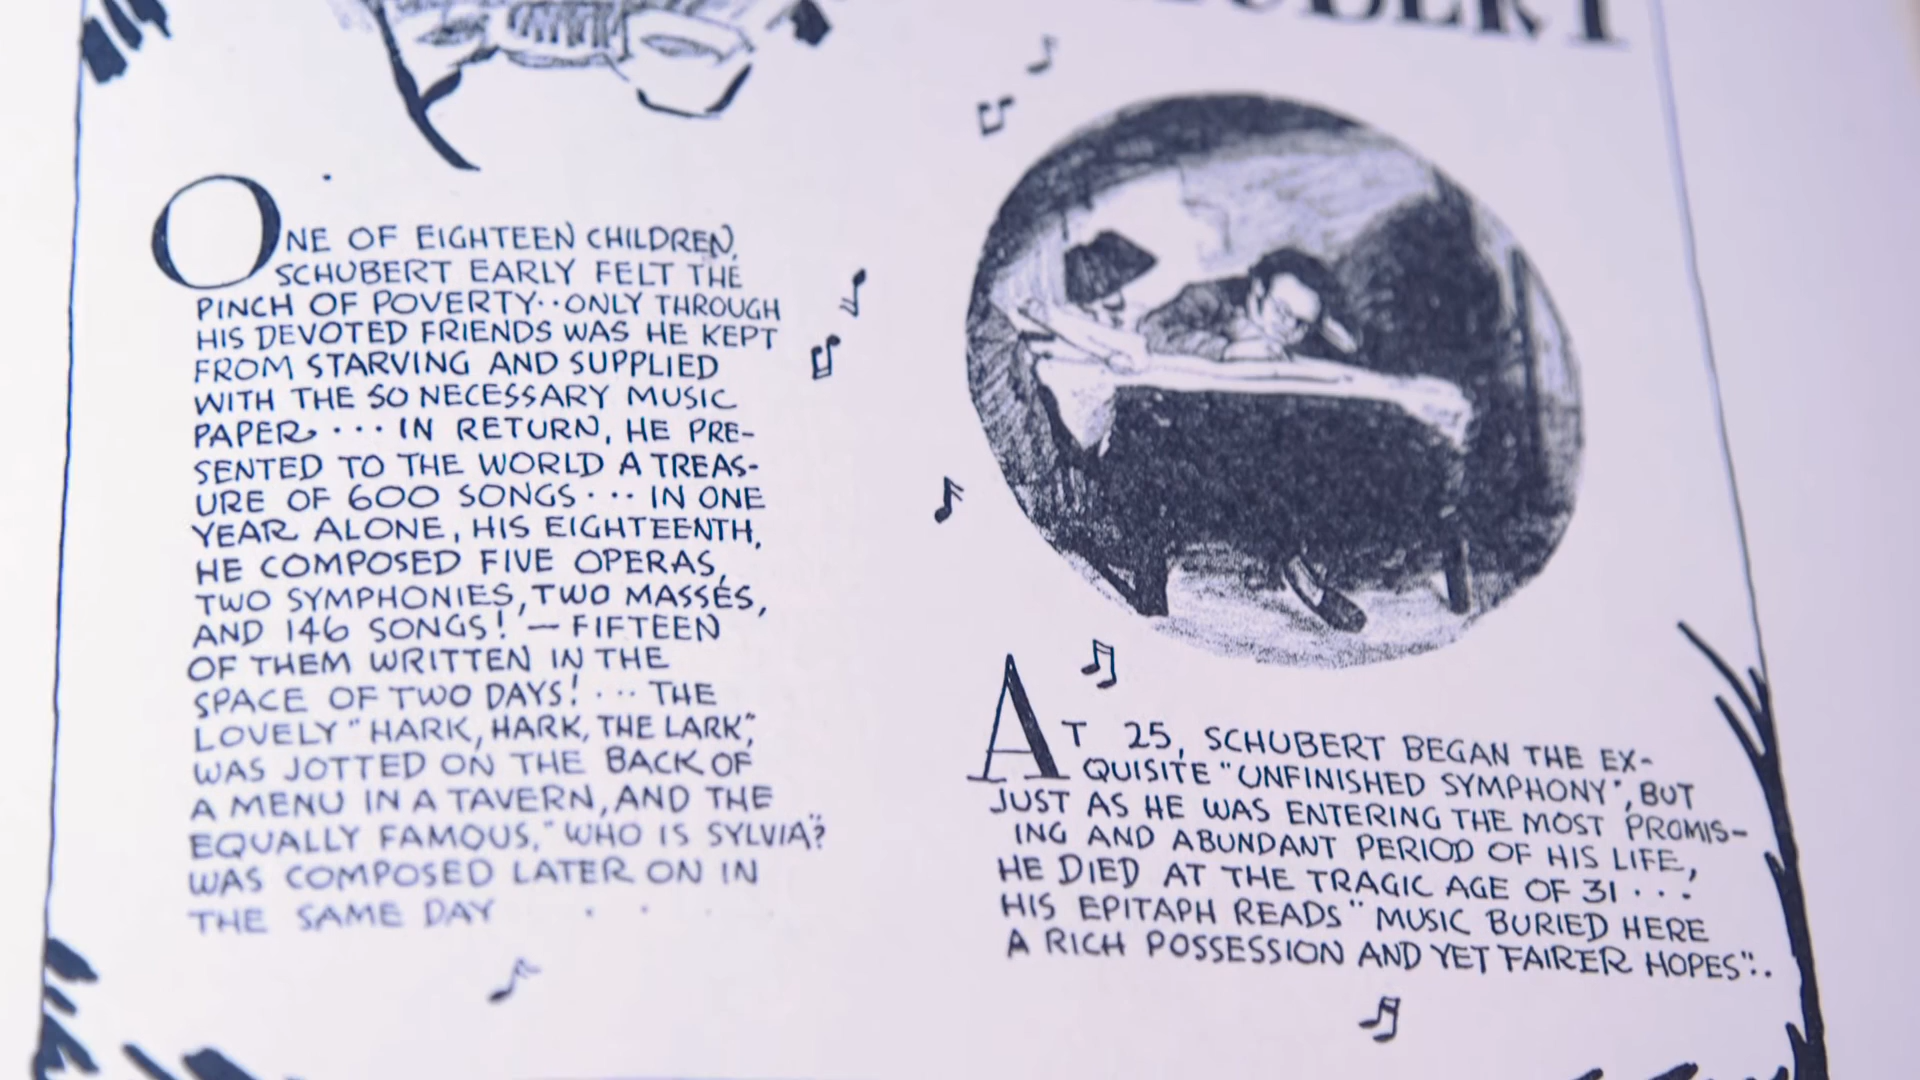 ONE OF EIGHTEEN CHILDREN,
SCHUBERT EARLY FELT THE
PINCH OF POVERTY··ONLY THROUGH
HIS DEVOTED FRIENDS WAS HE KEPT
FROM STARVING AND SUPPLIED
WITH THE SO NECESSARY MUSIC
PAPER···IN RETURN, HE PRE-
SENTED TO THE WORLD A TREAS-
URE OF 600 SONGS···IN ONE
YEAR ALONE, HIS EIGHTEENTH,
HE COMPOSED FIVE OPERAS,
TWO SYMPHONIES, TWO MASSES,
AND 146 SONGS! — FIFTEEN
OF THEM WRITTEN IN THE
SPACE OF TWO DAYS!···THE
LOVELY "HARK, HARK, THE LARK",
WAS JOTTED ON THE BACK OF
A MENU IN A TAVERN, AND THE
EQUALLY FAMOUS, "WHO IS SYLVIA"?
WAS COMPOSED LATER ON IN
THE SAME DAY · · ·
AT 25, SCHUBERT BEGAN THE EX-
QUISITE "UNFINISHED SYMPHONY", BUT
JUST AS HE WAS ENTERING THE MOST PROMIS-
ING AND ABUNDANT PERIOD OF HIS LIFE,
HE DIED AT THE TRAGIC AGE OF 31···
HIS EPITAPH READS "MUSIC BURIED HERE
A RICH POSSESSION AND YET FAIRER HOPES"..